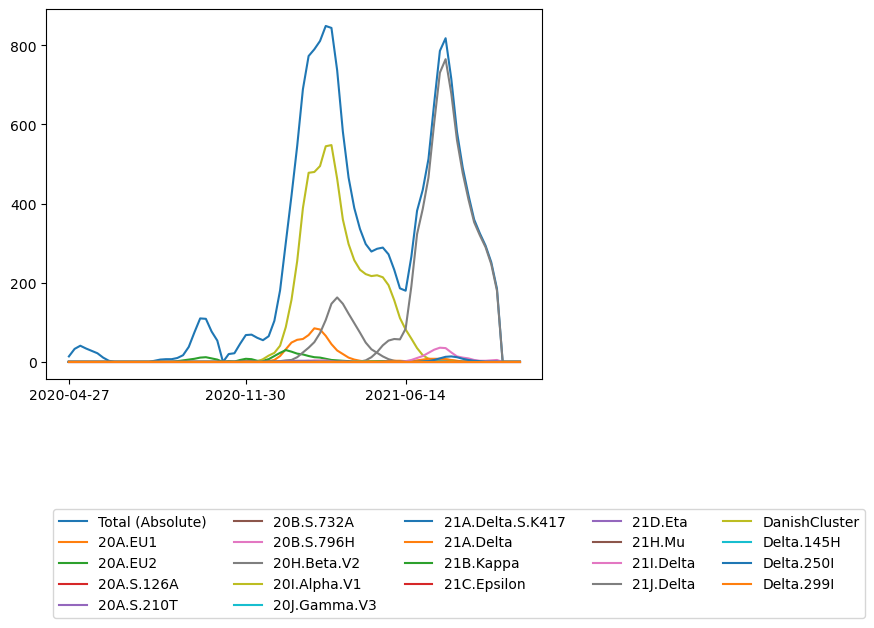 800
600
400
200
0
2020-04-27 2020-11-30 2021-06-14
Total (Absolute) 20B.S.732A 21A.Delta.S.K417 21D.Eta DanishCluster
20A.EU1 20B.S.796H 21A.Delta 21H.Mu Delta.145H
20A.EU2 20H.Beta.V2 21B.Kappa 21I.Delta Delta.250I
20A.S.126A 20I.Alpha.V1 21C.Epsilon 21J.Delta Delta.299I
20A.S.210T 20J.Gamma.V3